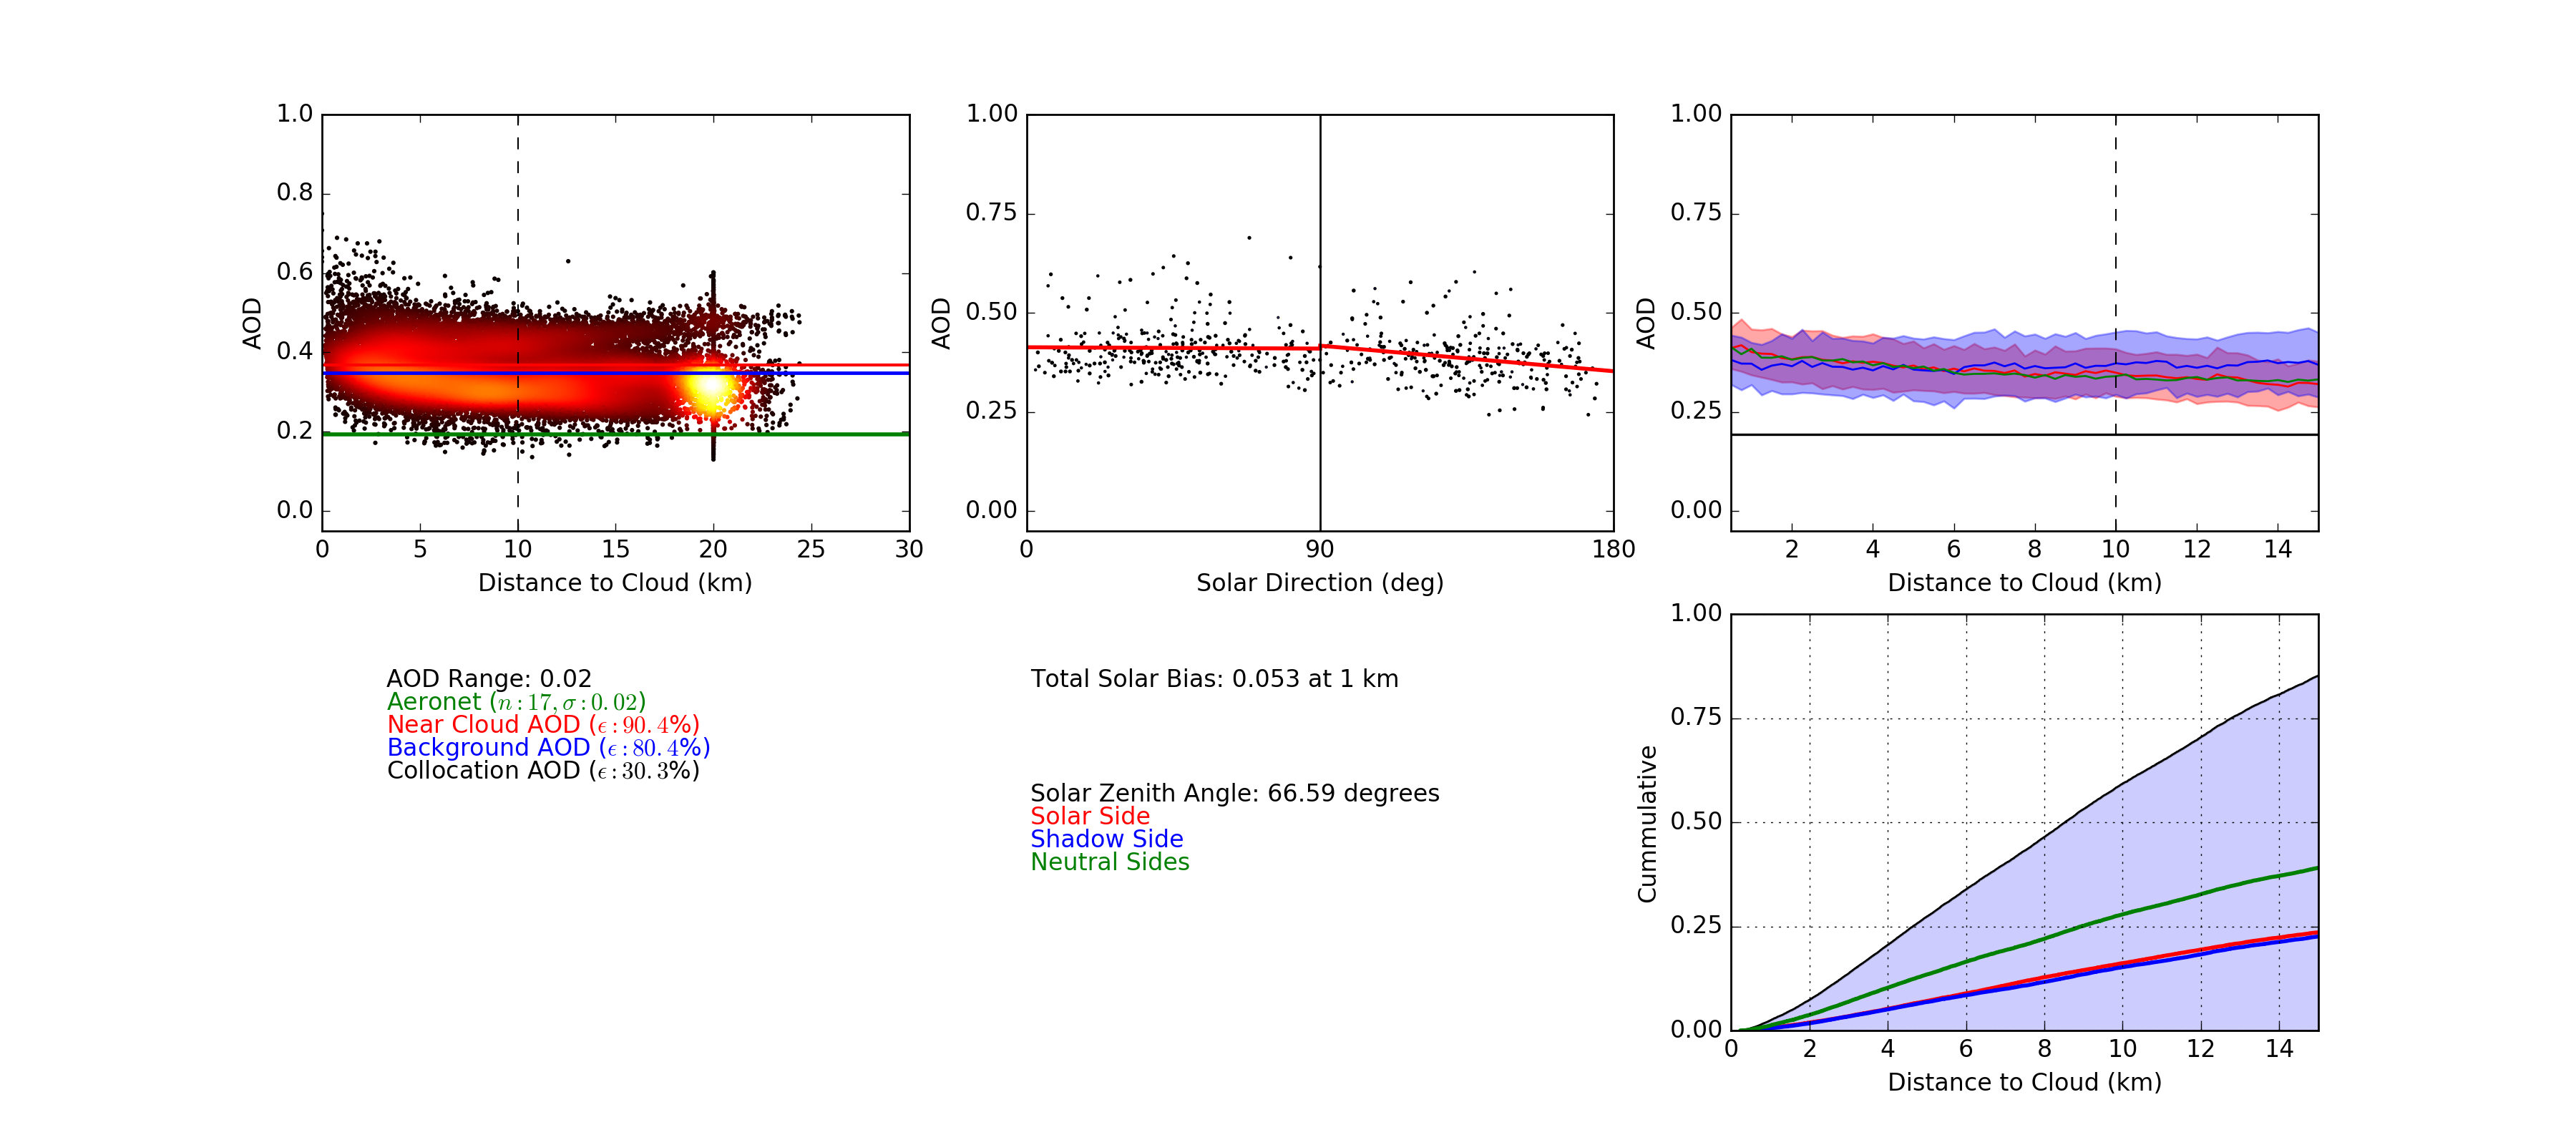 1.0
0.8
0.6
0.4
0.2
0.0
AOD
0 5 10 15 20 25 30
Distance to Cloud (km)
1.00
0.75
0.50
0.25
0.00
AOD
0 90 180
Solar Direction (deg)
1.00
0.75
0.50
0.25
0.00
AOD
2 4 6 8 10 12 14
Distance to Cloud (km)
AOD Range: 0.02
Aeronet (n : 17, σ : 0.02)
Near Cloud AOD (ϵ : 90.4%)
Background AOD (ϵ : 80.4%)
Collocation AOD (ϵ : 30.3%)
Total Solar Bias: 0.053 at 1 km
Solar Zenith Angle: 66.59 degrees
Solar Side
Shadow Side
Neutral Sides
1.00
0.75
0.50
0.25
0.00
Cummulative
0 2 4 6 8 10 12 14
Distance to Cloud (km)